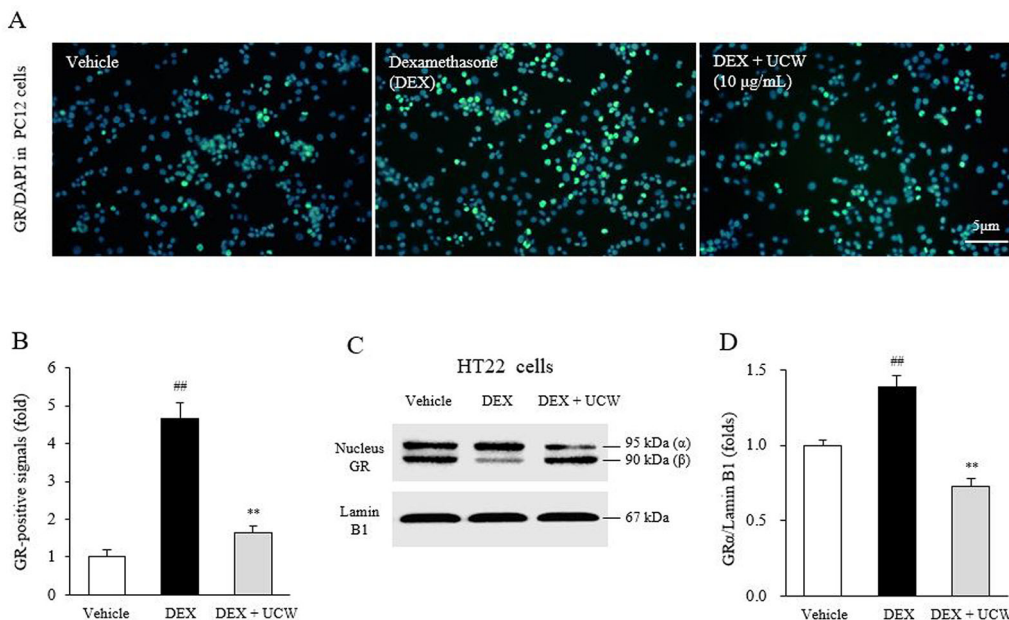 A
GR/DAPI in PC12 cells
Vehicle
Dexamethasone
(DEX)
DEX + UCW
(10 μg/mL)
5μm
B
GR-positive signals (fold)
6
5
4
3
2
1
0
##
**
Vehicle
DEX
DEX + UCW
C
HT22 cells
Vehicle
DEX
DEX + UCW
Nucleus
GR
95 kDa (α)
90 kDa (β)
Lamin
B1
67 kDa
D
GRα/Lamin B1 (folds)
1.5
1.0
0.5
0.0
##
**
Vehicle
DEX
DEX + UCW